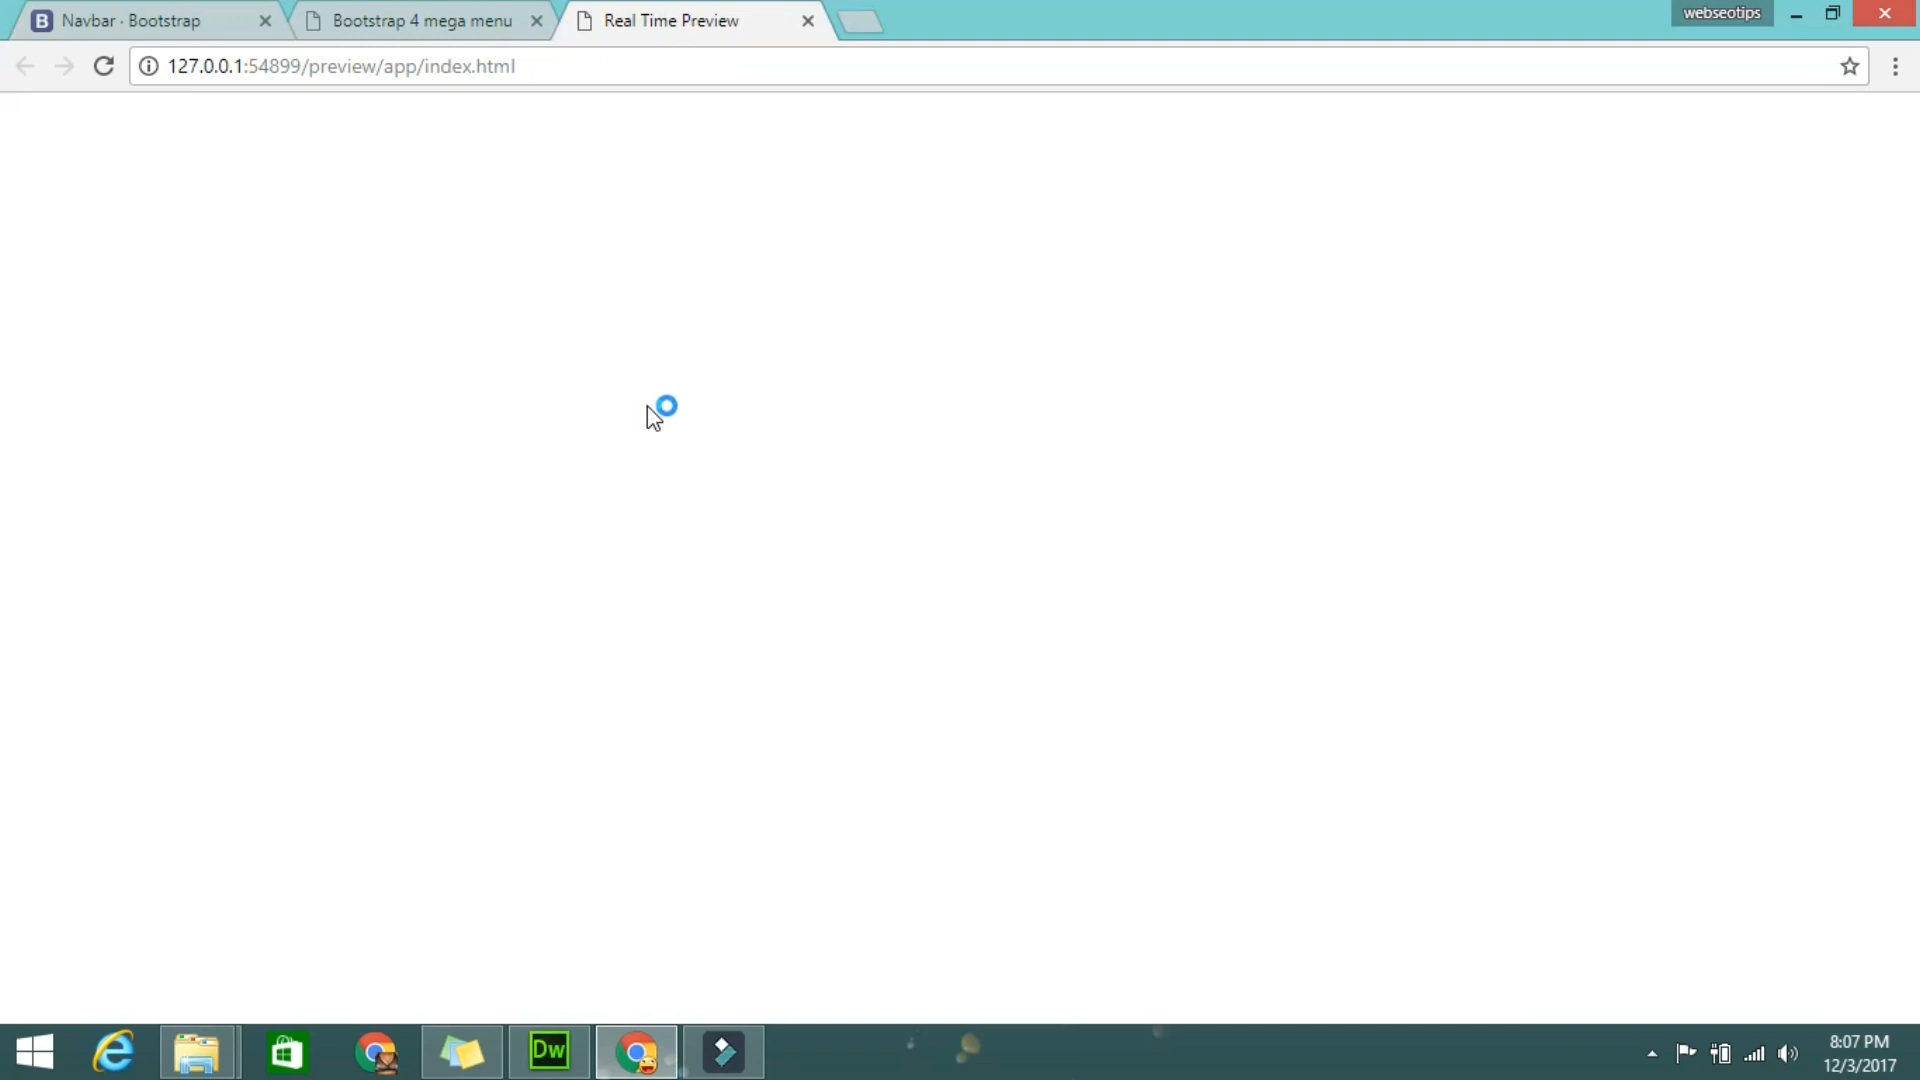 B Navbar · Bootstrap
Bootstrap 4 mega menu
Real Time Preview
webseotips
127.0.0.1:54899/preview/app/index.html
Dw
8:07 PM
12/3/2017